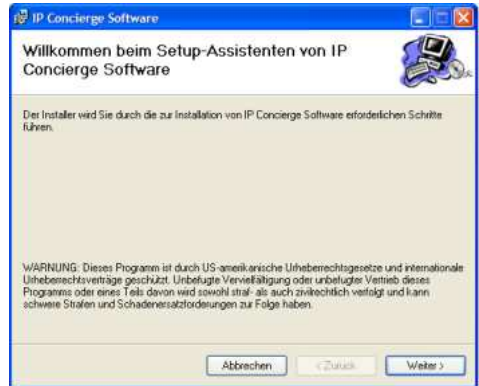 IP Concierge Software
Willkommen beim Setup-Assistenten von IP
Concierge Software
Der Installer wird Sie durch die zur Installation von IP Concierge Software erforderlichen Schritte
führen.
WARNUNG: Dieses Programm ist durch US-amerikanische Urheberrechtsgesetze und internationale
Urheberrechtsverträge geschützt. Unbefugte Vervielfältigung oder unbefugter Vertrieb dieses
Programms oder eines Teils davon wird sowohl straf- als auch zivilrechtlich verfolgt und kann
schwere Strafen und Schadenersatzforderungen zur Folge haben.
Abbrechen < Zurück Weiter >